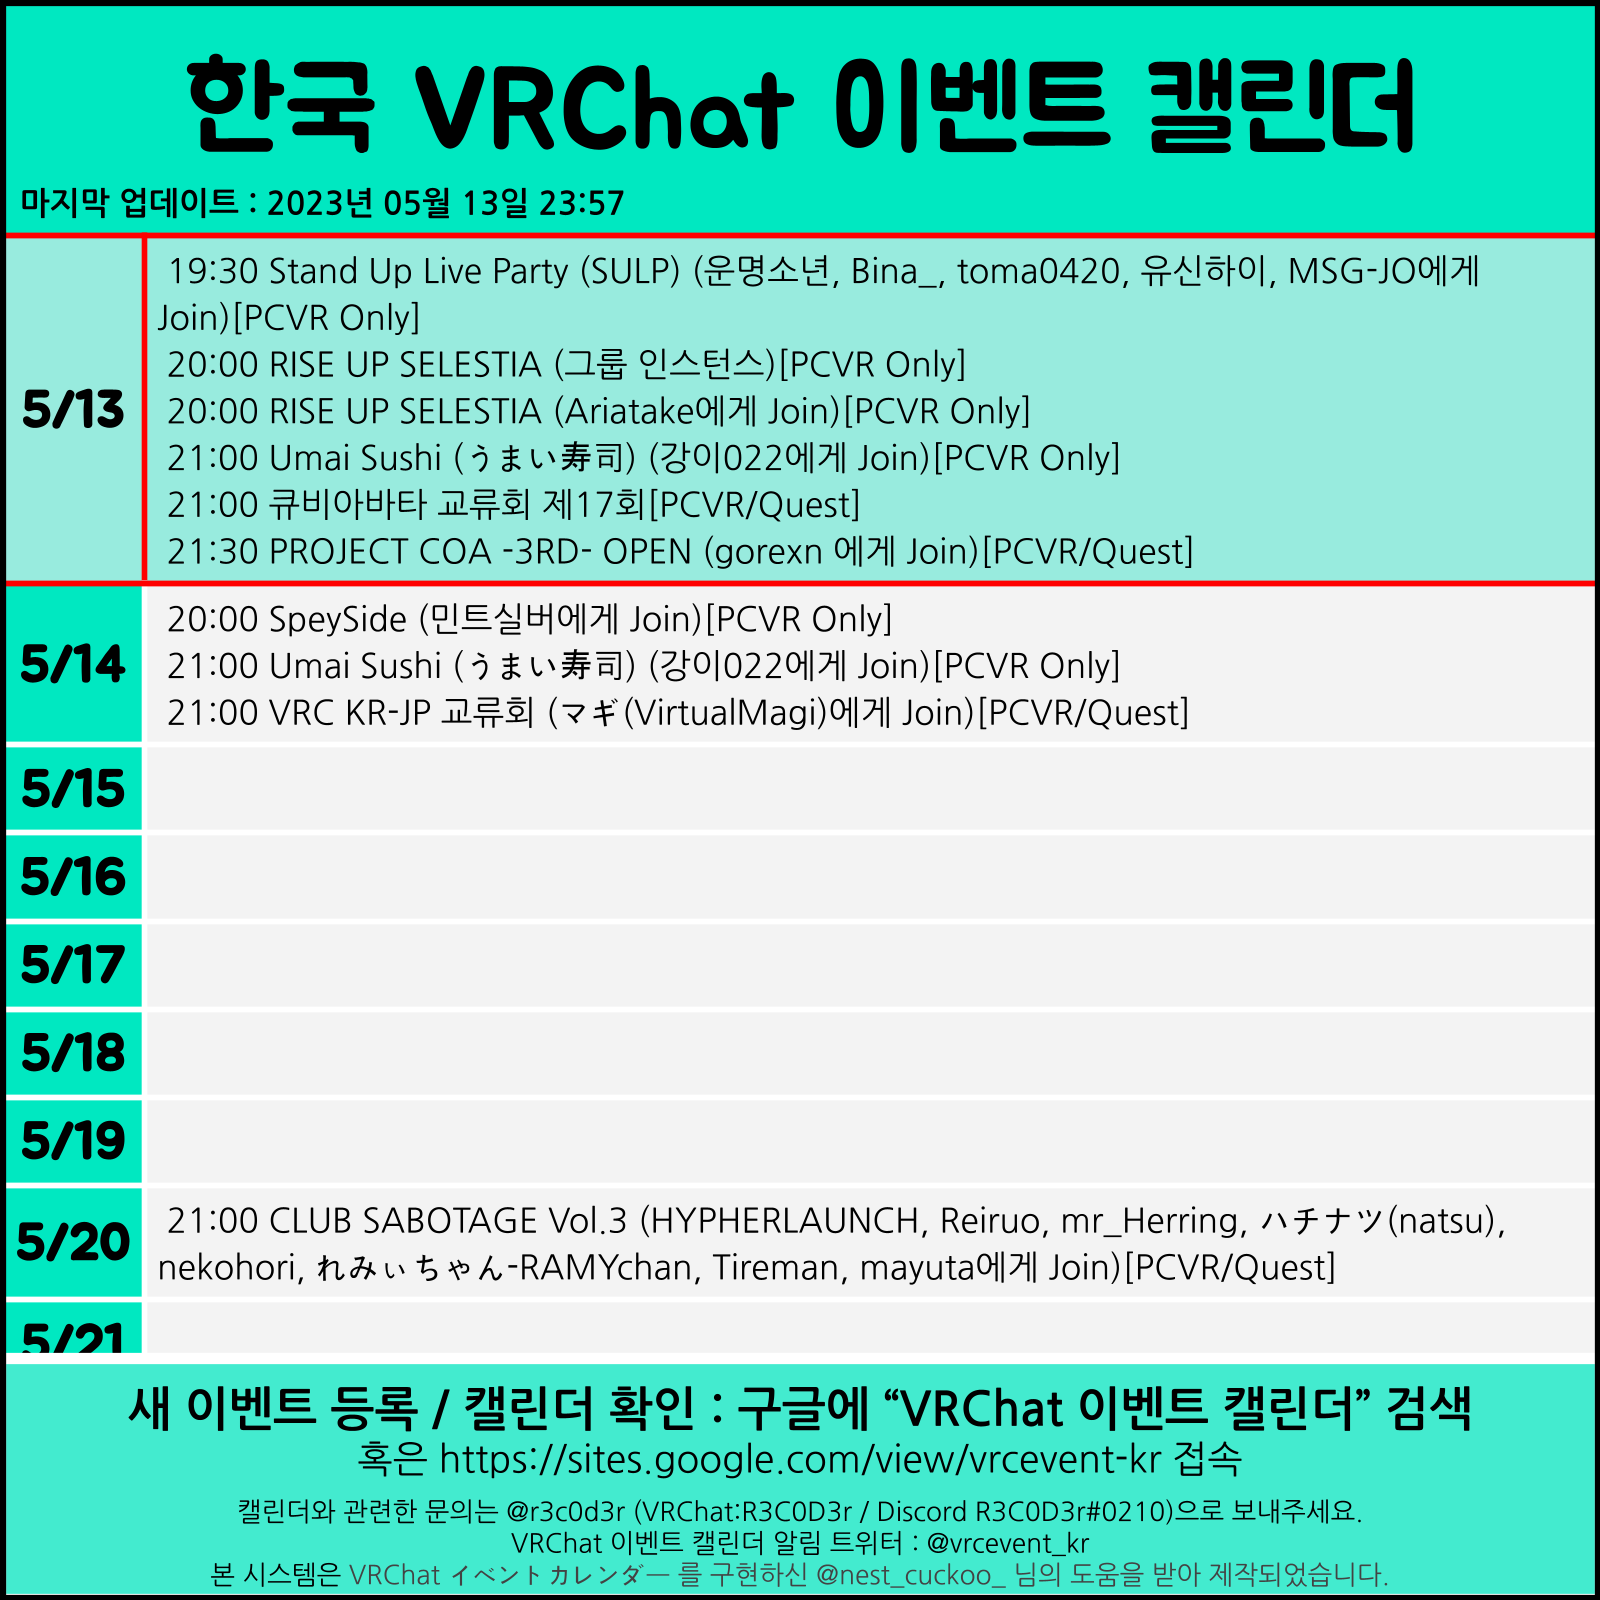 한국 VRChat 이벤트 캘린더
마지막 업데이트 : 2023년 05월 13일 23:57
5/13
19:30 Stand Up Live Party (SULP) (운명소년, Bina_, toma0420, 유신하이, MSG-JO에게
Join)[PCVR Only]
20:00 RISE UP SELESTIA (그룹 인스턴스)[PCVR Only]
20:00 RISE UP SELESTIA (Ariatake에게 Join)[PCVR Only]
21:00 Umai Sushi (うまい寿司) (강이022에게 Join)[PCVR Only]
21:00 큐비아바타 교류회 제17회[PCVR/Quest]
21:30 PROJECT COA -3RD- OPEN (gorexn 에게 Join)[PCVR/Quest]
5/14
20:00 SpeySide (민트실버에게 Join)[PCVR Only]
21:00 Umai Sushi (うまい寿司) (강이022에게 Join)[PCVR Only]
21:00 VRC KR-JP 교류회 (マギ(VirtualMagi)에게 Join)[PCVR/Quest]
5/15
5/16
5/17
5/18
5/19
5/20
21:00 CLUB SABOTAGE Vol.3 (HYPHERLAUNCH, Reiruo, mr_Herring, ハチナツ(natsu),
nekohori, れみぃちゃん-RAMYchan, Tireman, mayuta에게 Join)[PCVR/Quest]
5/21
새 이벤트 등록 / 캘린더 확인 : 구글에 “VRChat 이벤트 캘린더” 검색
혹은 https://sites.google.com/view/vrcevent-kr 접속
캘린더와 관련한 문의는 @r3c0d3r (VRChat:R3C0D3r / Discord R3C0D3r#0210)으로 보내주세요.
VRChat 이벤트 캘린더 알림 트위터 : @vrcevent_kr
본 시스템은 VRChat イベントカレンダー 를 구현하신 @nest_cuckoo_ 님의 도움을 받아 제작되었습니다.